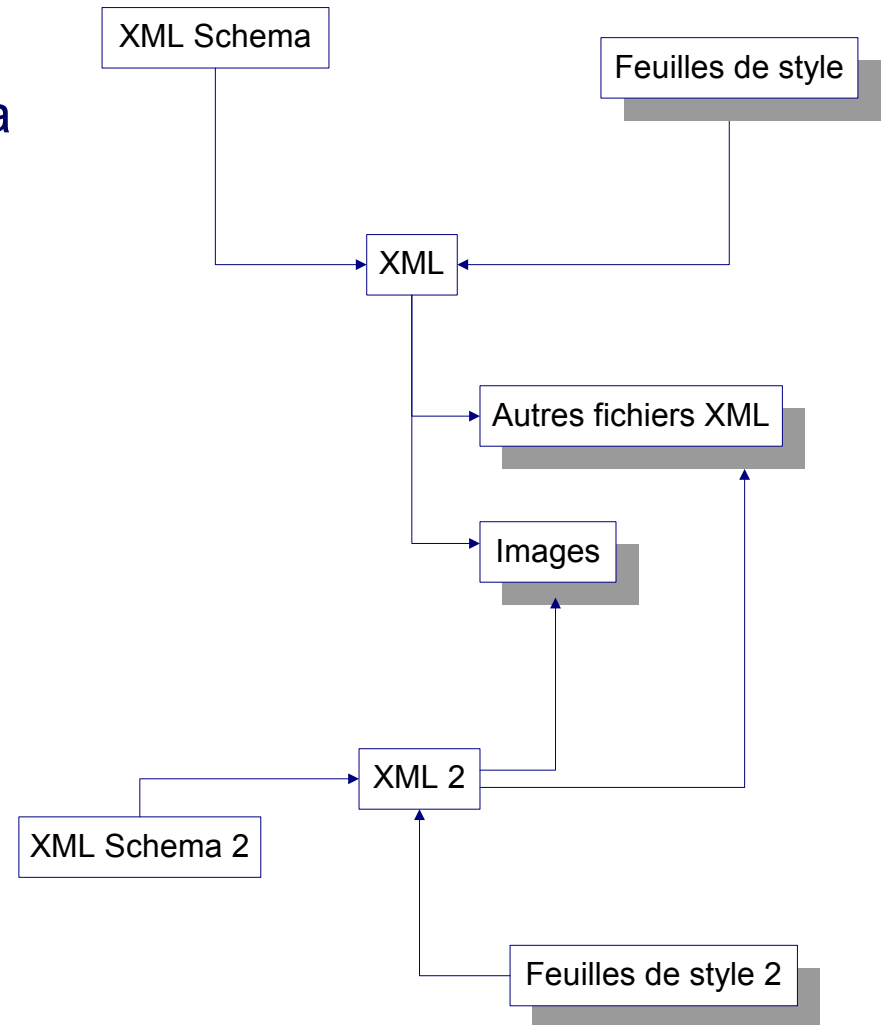 XML Schema
Feuilles de style
a
XML
Autres fichiers XML
Images
XML 2
XML Schema 2
Feuilles de style 2